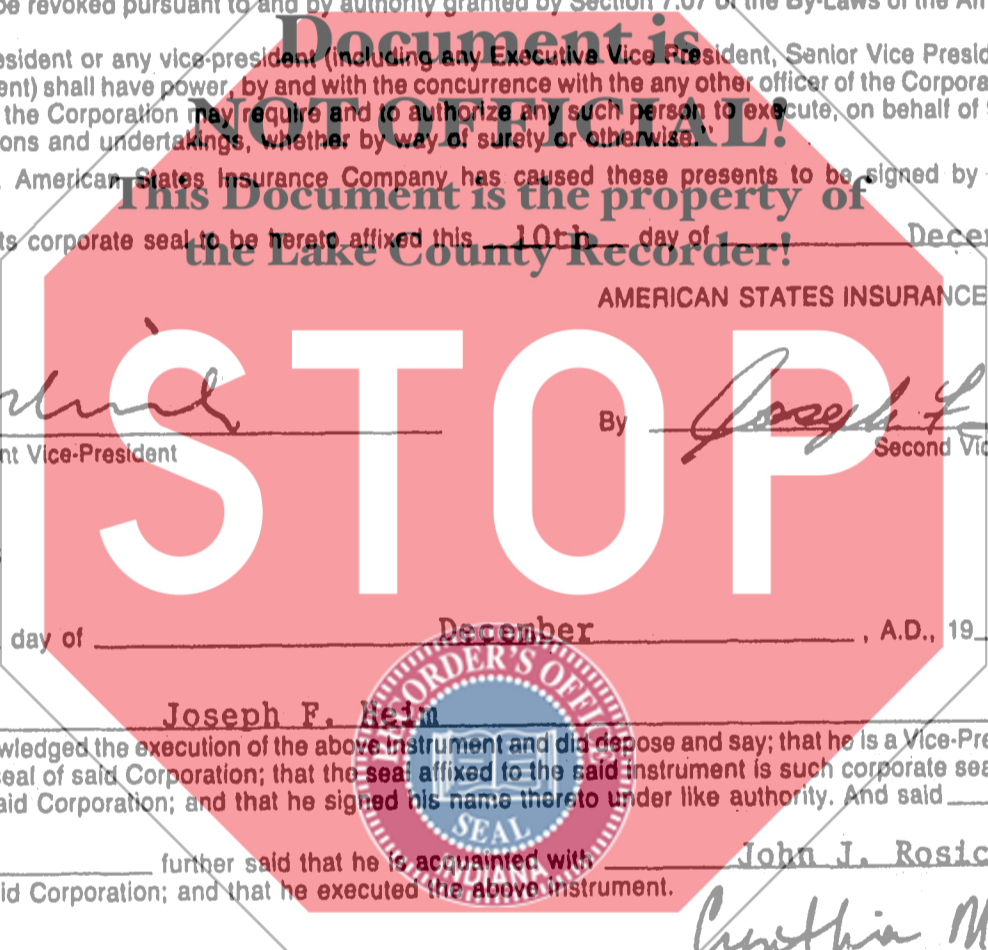 be revoked pursuant to and by authority granted by Section 7.07 of the By-Laws of the Am
Document is
esident or any vice-president (including any Executive Vice President, Senior Vice Presid
ent) shall have power, by and with the concurrence with the any other officer of the Corpora
NOT OFFICIAL!
the Corporation may require and to authorize any such person to execute, on behalf of
ons and undertakings, whether by way of surety or otherwise."
American States Insurance Company has caused these presents to be signed by
This Document is the property of
ts corporate seal to be hereto affixed this 10th day of Decem
the Lake County Recorder!
AMERICAN STATES INSURANCE
STOP
By Joseph F.
nt Vice-President
Second Vic
day of December, A.D., 19
RECORDER'S OFFICE
Joseph F. Heim
wledged the execution of the above instrument and did depose and say; that he is a Vice-Pre
seal of said Corporation; that the seal affixed to the said instrument is such corporate sea
aid Corporation; and that he signed his name thereto under like authority. And said
SEAL
further said that he is acquainted with John J. Rosic
INDIANA
id Corporation; and that he executed the above instrument.
Cynthia M